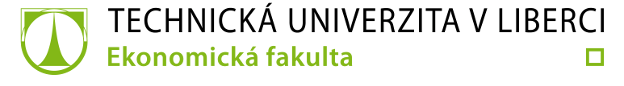 TECHNICKÁ UNIVERZITA V LIBERCI
Ekonomická fakulta